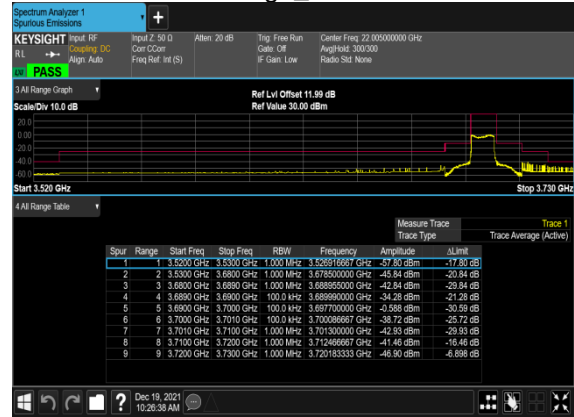 Spectrum Analyzer 1
Spurious Emissions
+
KEYSIGHT Input: RF Input Z: 50 Ω Atten: 20 dB Trig: Free Run Center Freq: 22.005000000 GHz
R L Coupling: DC Corr CCorr Gate: Off Avg|Hold: 300/300
Align: Auto Freq Ref: Int (S) IF Gain: Low Radio Std: None
PASS
3 All Range Graph
Ref Lvl Offset 11.99 dB
Scale/Div 10.0 dB Ref Value 30.00 dBm
20.0
0.00
-20.0
-40.0
-60.0
Start 3.520 GHz Stop 3.730 GHz
4 All Range Table
Measure Trace Trace 1
Trace Type Trace Average (Active)
Spur Range Start Freq Stop Freq RBW Frequency Amplitude ΔLimit
1 1 3.5200 GHz 3.5300 GHz 1.000 MHz 3.526916667 GHz -57.80 dBm -17.80 dB
2 2 3.5300 GHz 3.6800 GHz 1.000 MHz 3.678500000 GHz -45.84 dBm -20.84 dB
3 3 3.6800 GHz 3.6890 GHz 1.000 MHz 3.688955000 GHz -42.84 dBm -29.84 dB
4 4 3.6890 GHz 3.6900 GHz 100.0 kHz 3.689990000 GHz -34.28 dBm -21.28 dB
5 5 3.6900 GHz 3.7000 GHz 100.0 kHz 3.697700000 GHz -0.588 dBm -30.59 dB
6 6 3.7000 GHz 3.7010 GHz 100.0 kHz 3.700086667 GHz -38.72 dBm -25.72 dB
7 7 3.7010 GHz 3.7100 GHz 1.000 MHz 3.701300000 GHz -42.93 dBm -29.93 dB
8 8 3.7100 GHz 3.7200 GHz 1.000 MHz 3.712466667 GHz -41.46 dBm -16.46 dB
9 9 3.7200 GHz 3.7300 GHz 1.000 MHz 3.720183333 GHz -46.90 dBm -6.898 dB
? Dec 19, 2021
10:26:38 AM